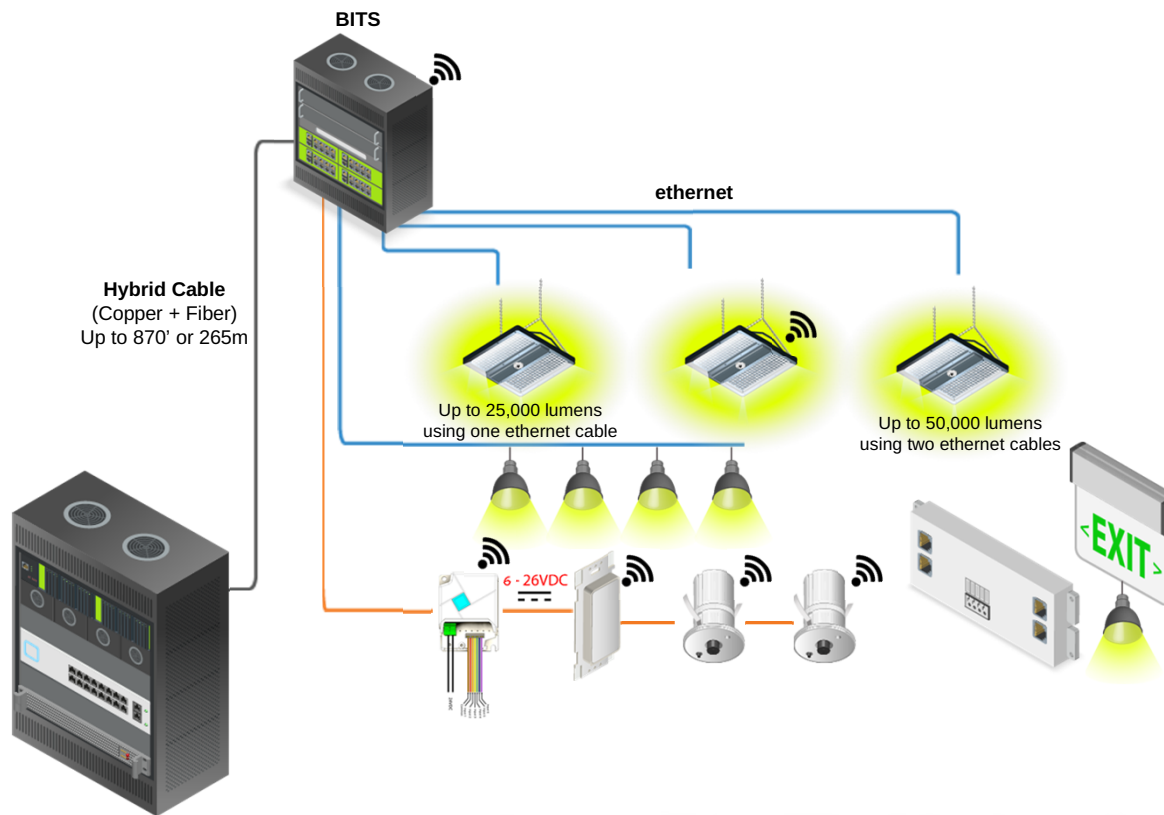 BITS
ethernet
Hybrid Cable
(Copper + Fiber)
Up to 870’ or 265m
Up to 25,000 lumens
using one ethernet cable
Up to 50,000 lumens
using two ethernet cables
<EXIT>
6 - 26VDC